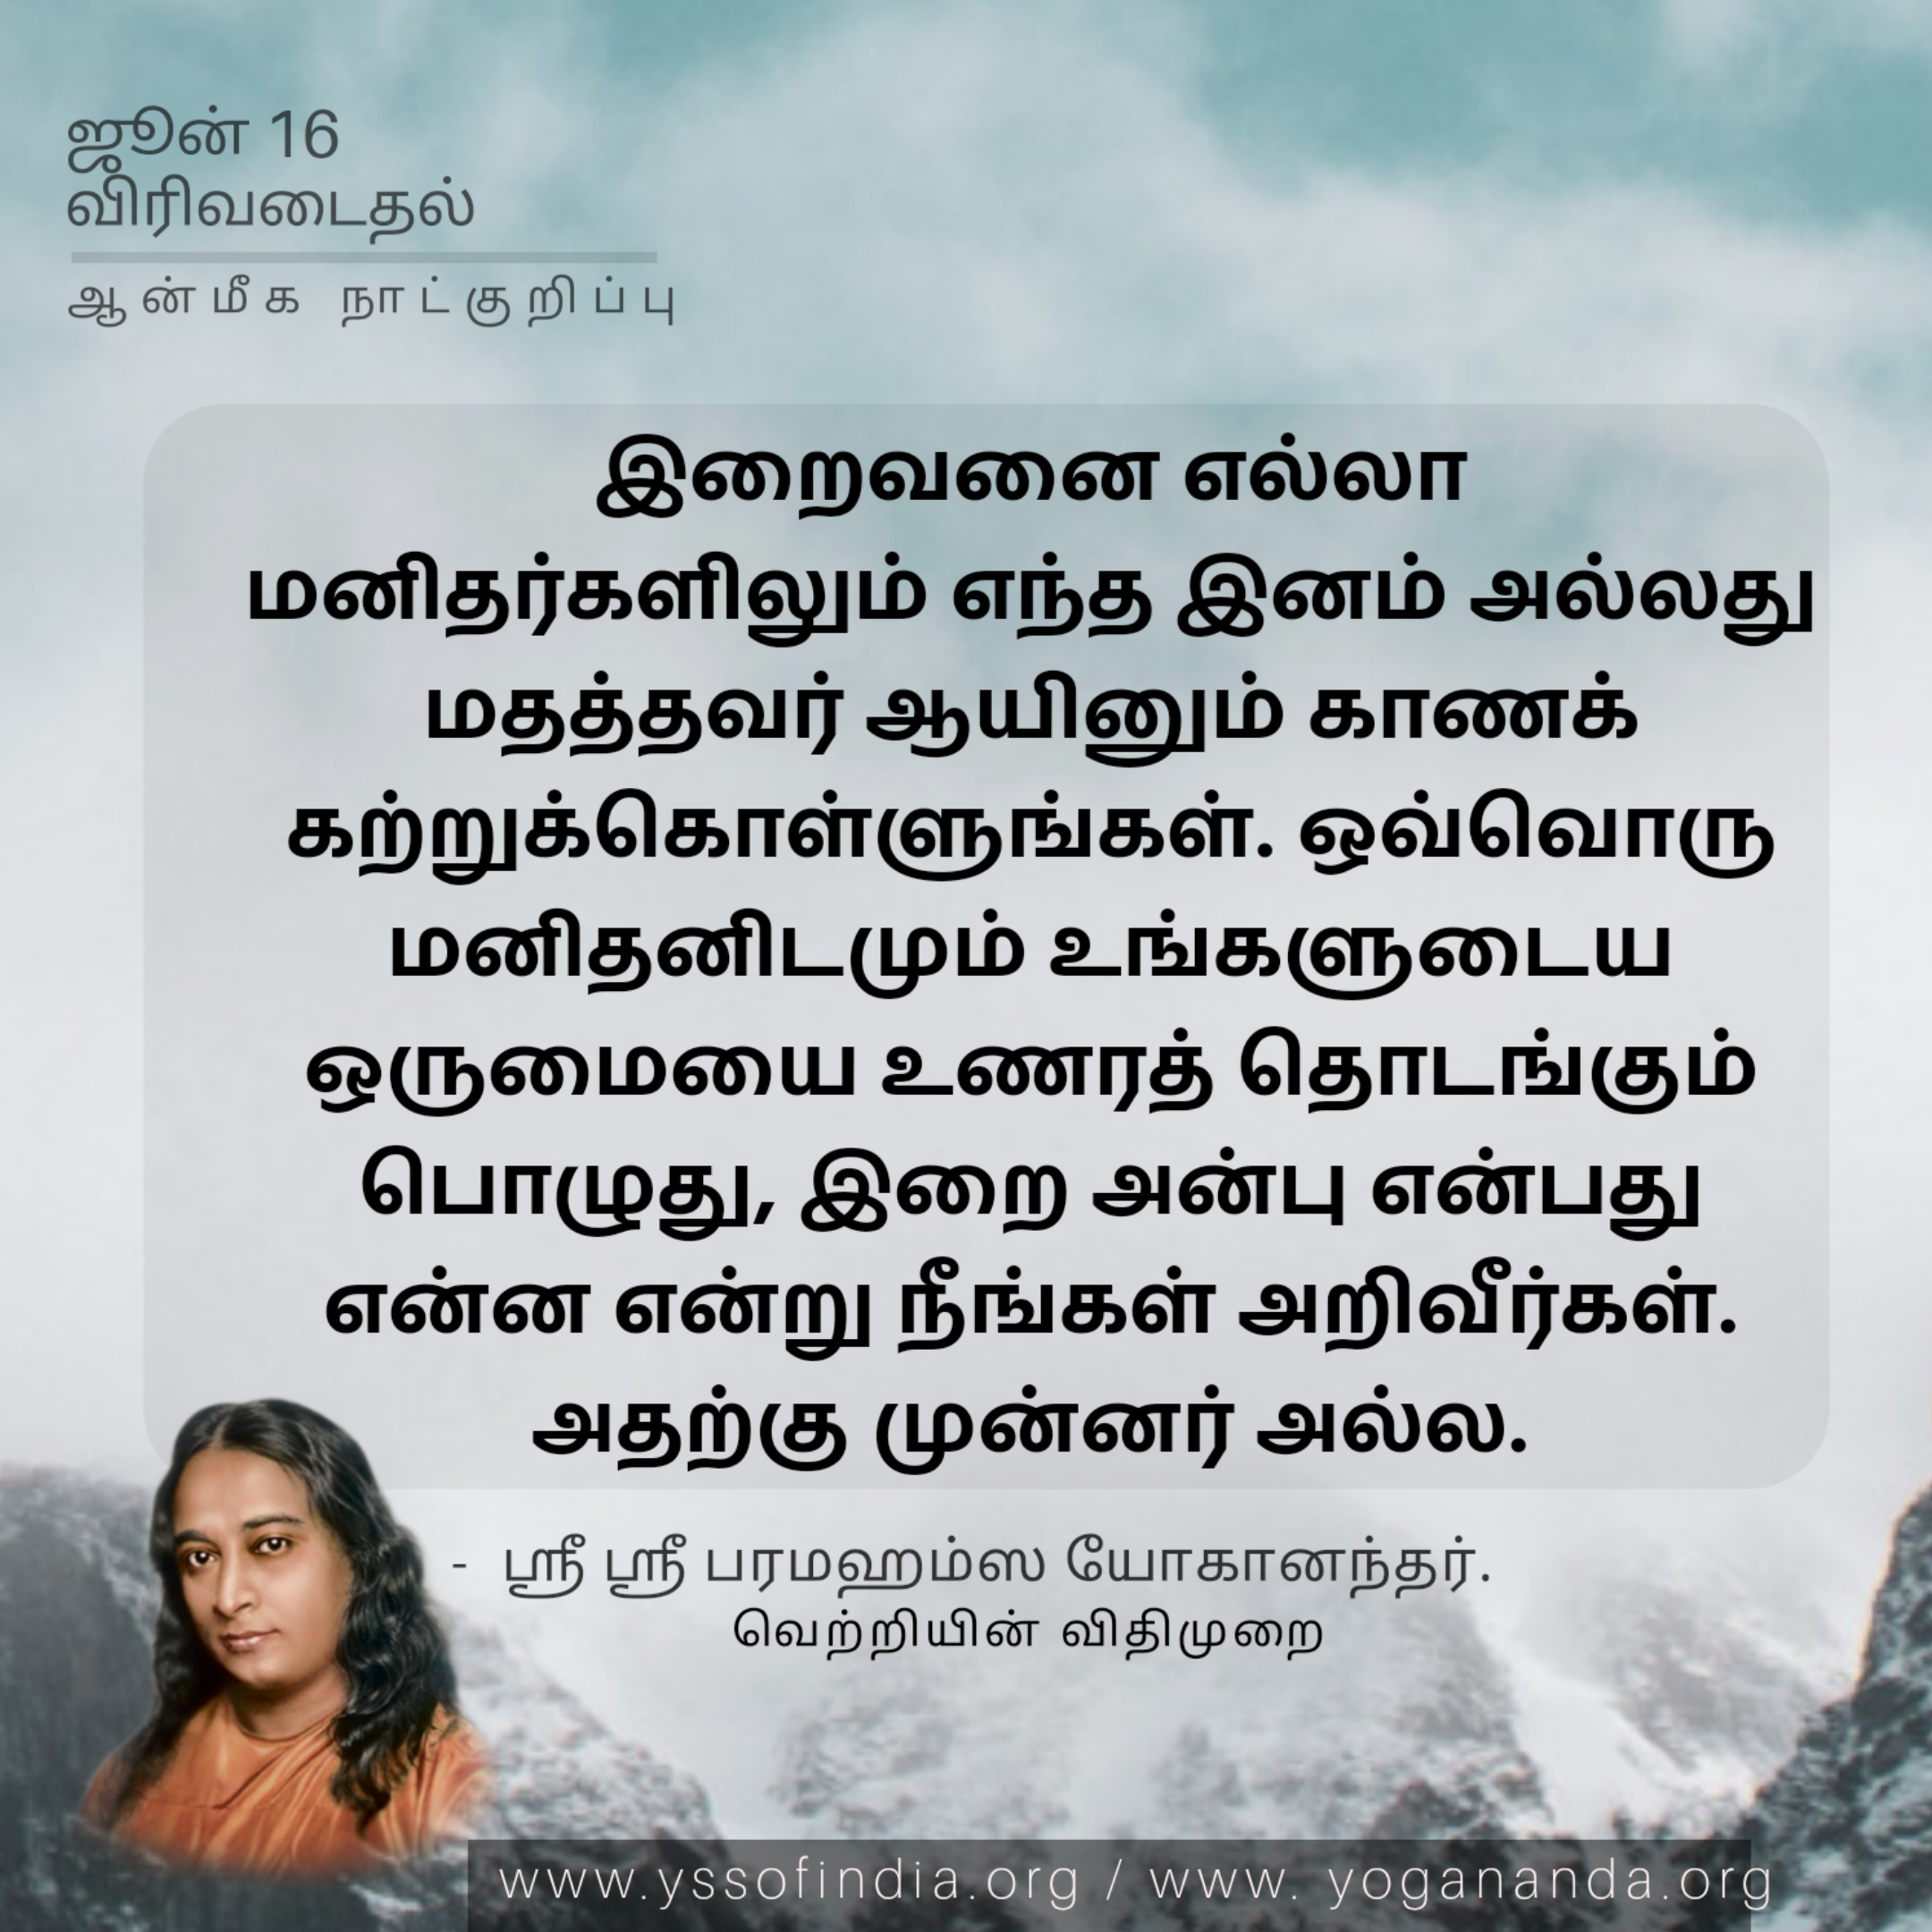 ஜூன் 16
விரிவடைதல்
ஆன்மீக நாட்குறிப்பு
இறைவனை எல்லா
மனிதர்களிலும் எந்த இனம் அல்லது
மதத்தவர் ஆயினும் காணக்
கற்றுக்கொள்ளுங்கள். ஒவ்வொரு
மனிதனிடமும் உங்களுடைய
ஒருமையை உணரத் தொடங்கும்
பொழுது, இறை அன்பு என்பது
என்ன என்று நீங்கள் அறிவீர்கள்.
அதற்கு முன்னர் அல்ல.
- ஸ்ரீ ஸ்ரீ பரமஹம்ஸ யோகானந்தர்.
வெற்றியின் விதிமுறை
www.yssofindia.org / www. yogananda.org